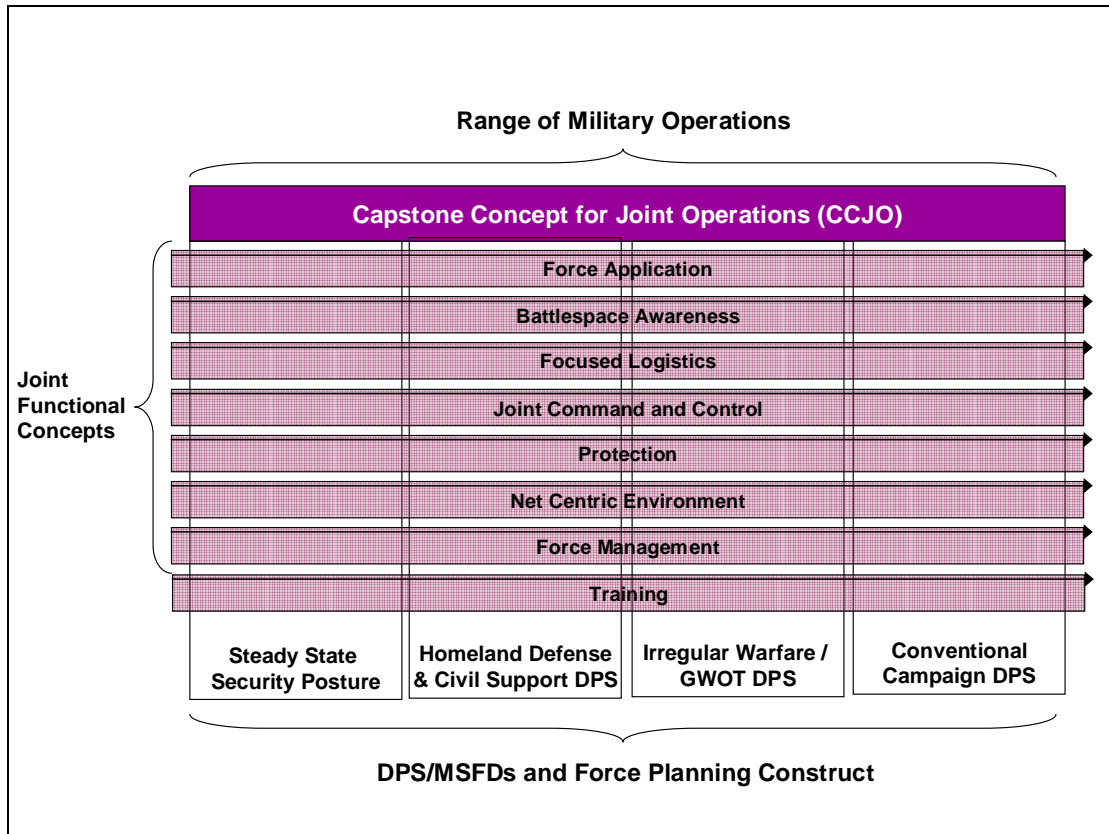 Range of Military Operations
Capstone Concept for Joint Operations (CCJO)
Force Application
Battlespace Awareness
Focused Logistics
Joint
Functional
Concepts
Joint Command and Control
Protection
Net Centric Environment
Force Management
Training
Steady State
Security Posture
Homeland Defense
& Civil Support DPS
Irregular Warfare /
GWOT DPS
Conventional
Campaign DPS
DPS/MSFDs and Force Planning Construct